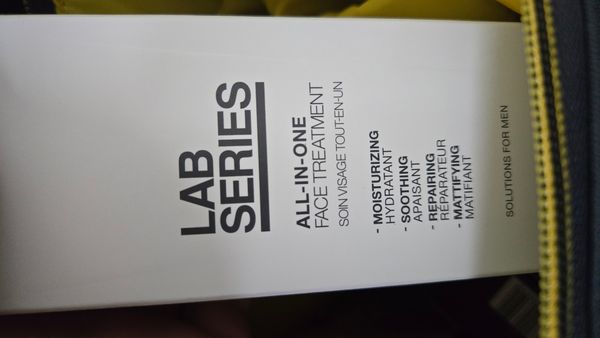 LAB
SERIES
ALL-IN-ONE
FACE TREATMENT
SOIN VISAGE TOUT-EN-UN
- MOISTURIZING
HYDRATANT
- SOOTHING
APAISANT
- REPAIRING
RÉPARATEUR
- MATTIFYING
MATIFIANT
SOLUTIONS FOR MEN